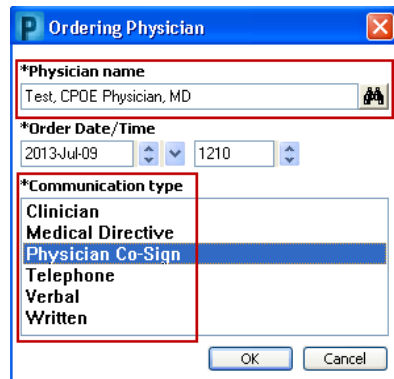 P Ordering Physician
*Physician name
Test, CPOE Physician, MD
*Order Date/Time
2013-Jul-09 1210
*Communication type
Clinician
Medical Directive
Physician Co-Sign
Telephone
Verbal
Written
OK Cancel